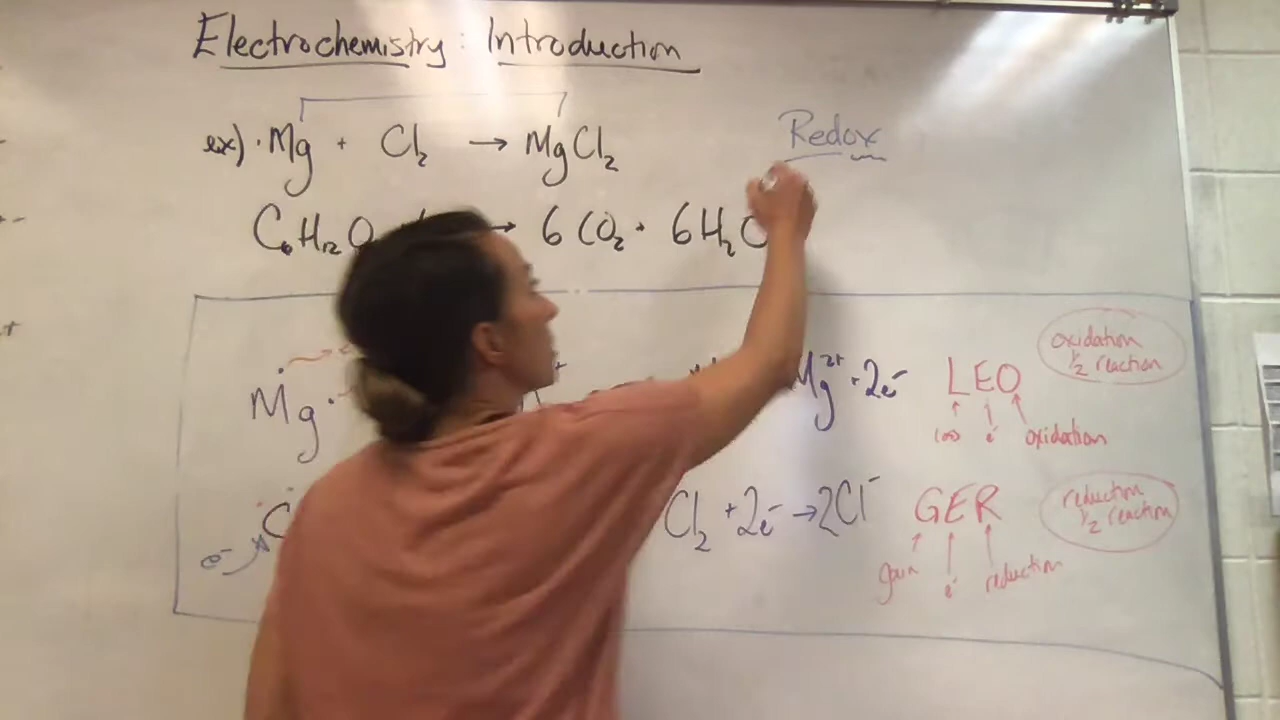 Electrochemistry: Introduction
ex) · Mg + Cl₂ → MgCl₂
Redox
C₆H₁₂O → 6 CO₂ + 6H₂O
oxidation
½ reaction
Mg Mg²⁺ + 2e⁻ LEO
loss e⁻ oxidation
reduction
½ reaction
e⁻ C Cl₂ + 2e⁻ → 2Cl⁻ GER
gain e⁻ reduction